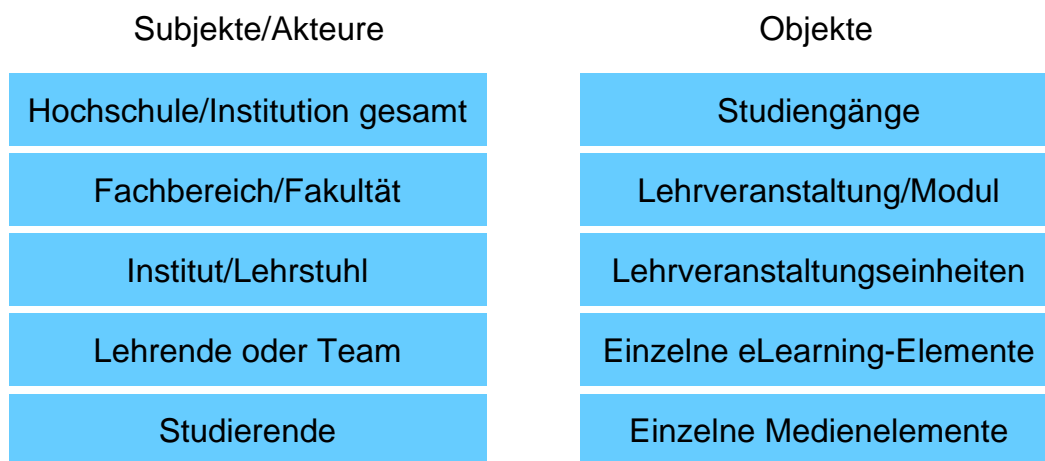 Subjekte/Akteure
Objekte
Hochschule/Institution gesamt
Studiengänge
Fachbereich/Fakultät
Lehrveranstaltung/Modul
Institut/Lehrstuhl
Lehrveranstaltungseinheiten
Lehrende oder Team
Einzelne eLearning-Elemente
Studierende
Einzelne Medienelemente